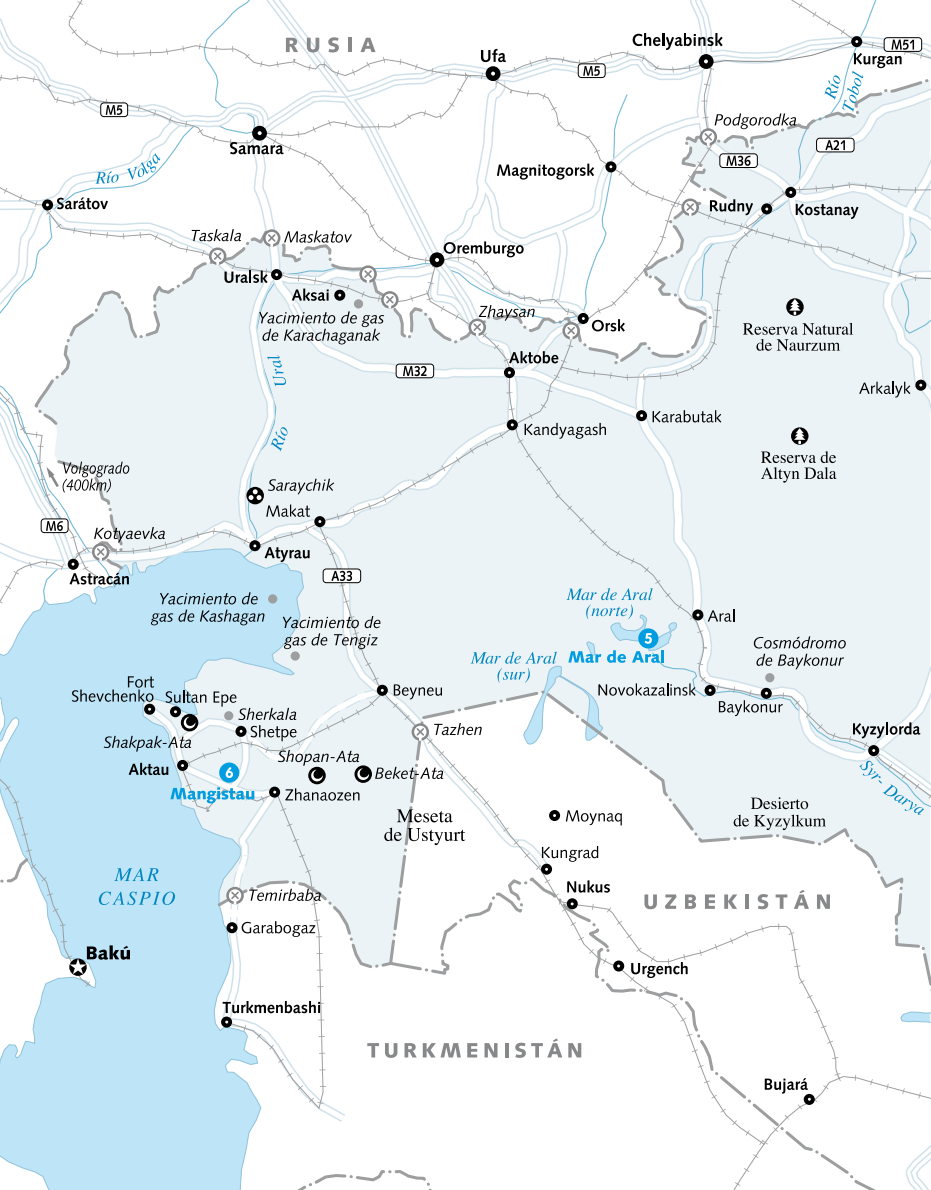 RUSIA
Ufa
Chelyabinsk
M51
Kurgan
M5
Río
Tobol
M5
Samara
Podgorodka
M36
A21
Magnitogorsk
Río Volga
Sarátov
Rudny
Kostanay
Taskala
Maskatov
Oremburgo
Uralsk
Aksai
Yacimiento de gas
de Karachaganak
Zhaysan
Orsk
Reserva Natural
de Naurzum
Aktobe
M32
Río Ural
Arkalyk
Karabutak
Kandyagash
Reserva de
Altyn Dala
Volgogrado
(400km)
Saraychik
Makat
M6
Kotyaevka
Atyrau
Astracán
A33
Yacimiento de
gas de Kashagan
Yacimiento de
gas de Tengiz
Mar de Aral
(norte)
Aral
5
Mar de Aral
Mar de Aral
(sur)
Cosmódromo
de Baykonur
Fort
Shevchenko
Sultan Epe
Beyneu
Novokazalinsk
Baykonur
Sherkala
Shetpe
Shakpak-Ata
Tazhen
Kyzylorda
Shopan-Ata
Beket-Ata
Aktau
6
Mangistau
Zhanaozen
Syr- Darya
Meseta
de Ustyurt
Moynaq
Desierto
de Kyzylkum
Kungrad
MAR
CASPIO
Temirbaba
Nukus
UZBEKISTÁN
Garabogaz
Bakú
Urgench
Turkmenbashi
TURKMENISTÁN
Bujará